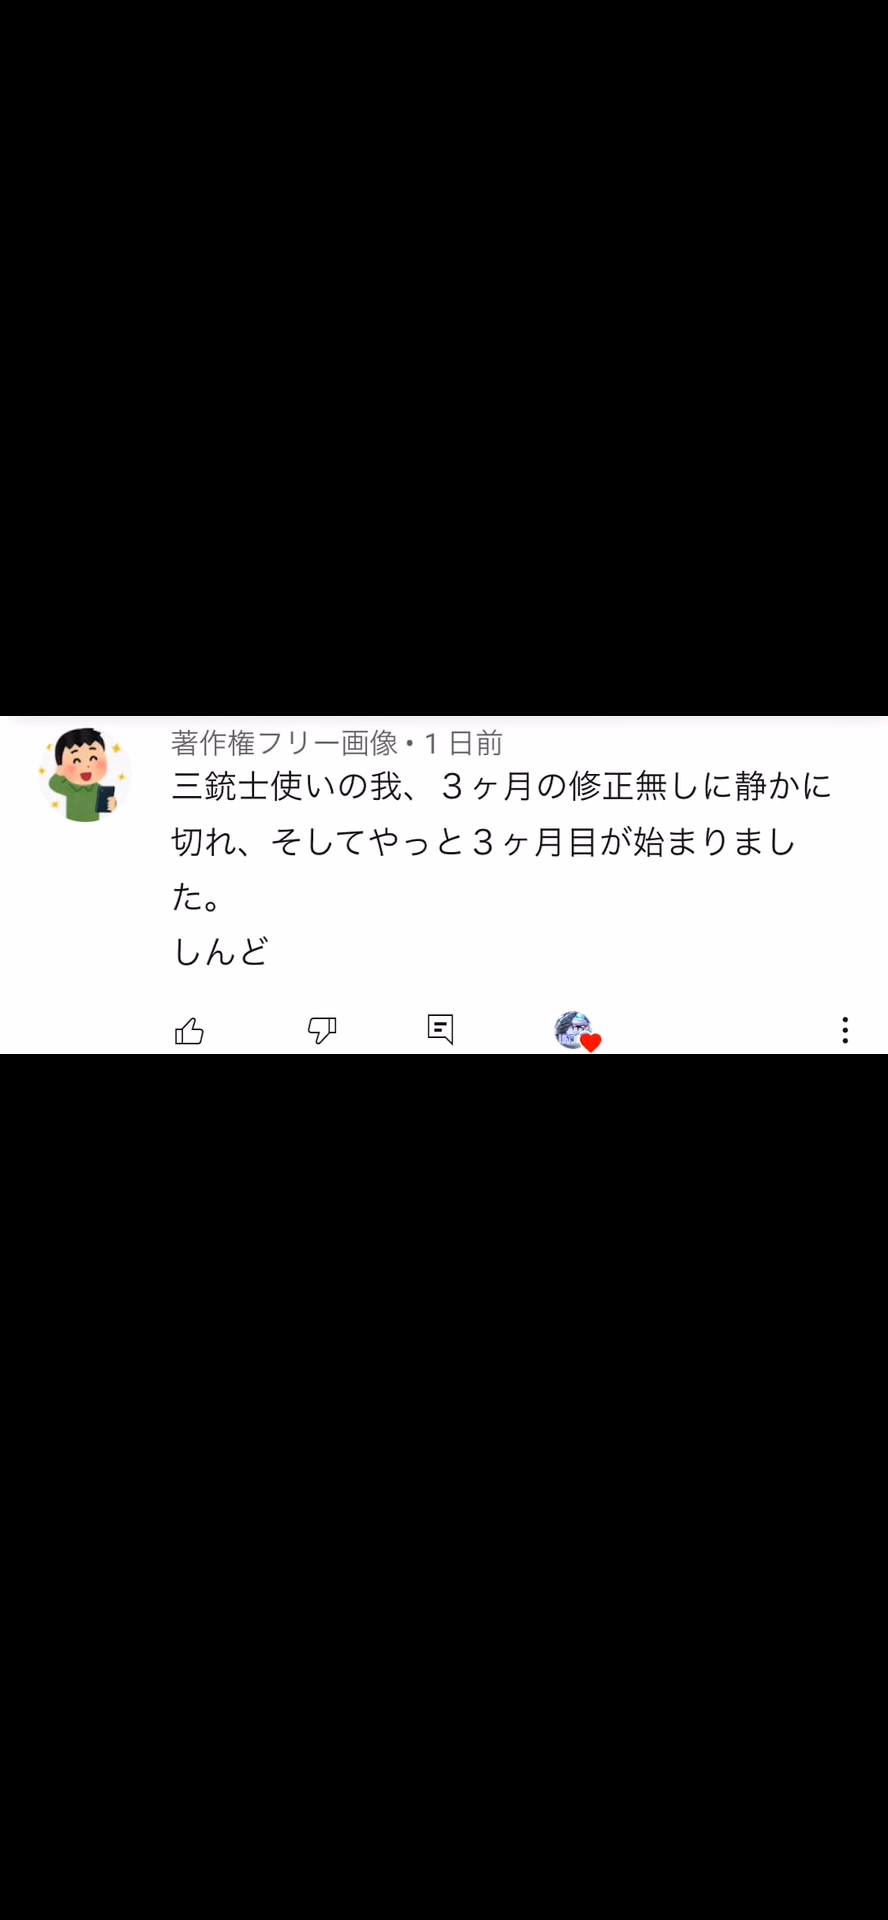 著作権フリー画像・1 日前
三銃士使いの我、３ヶ月の修正無しに静かに
切れ、そしてやっと３ヶ月目が始まりまし
た。
しんど